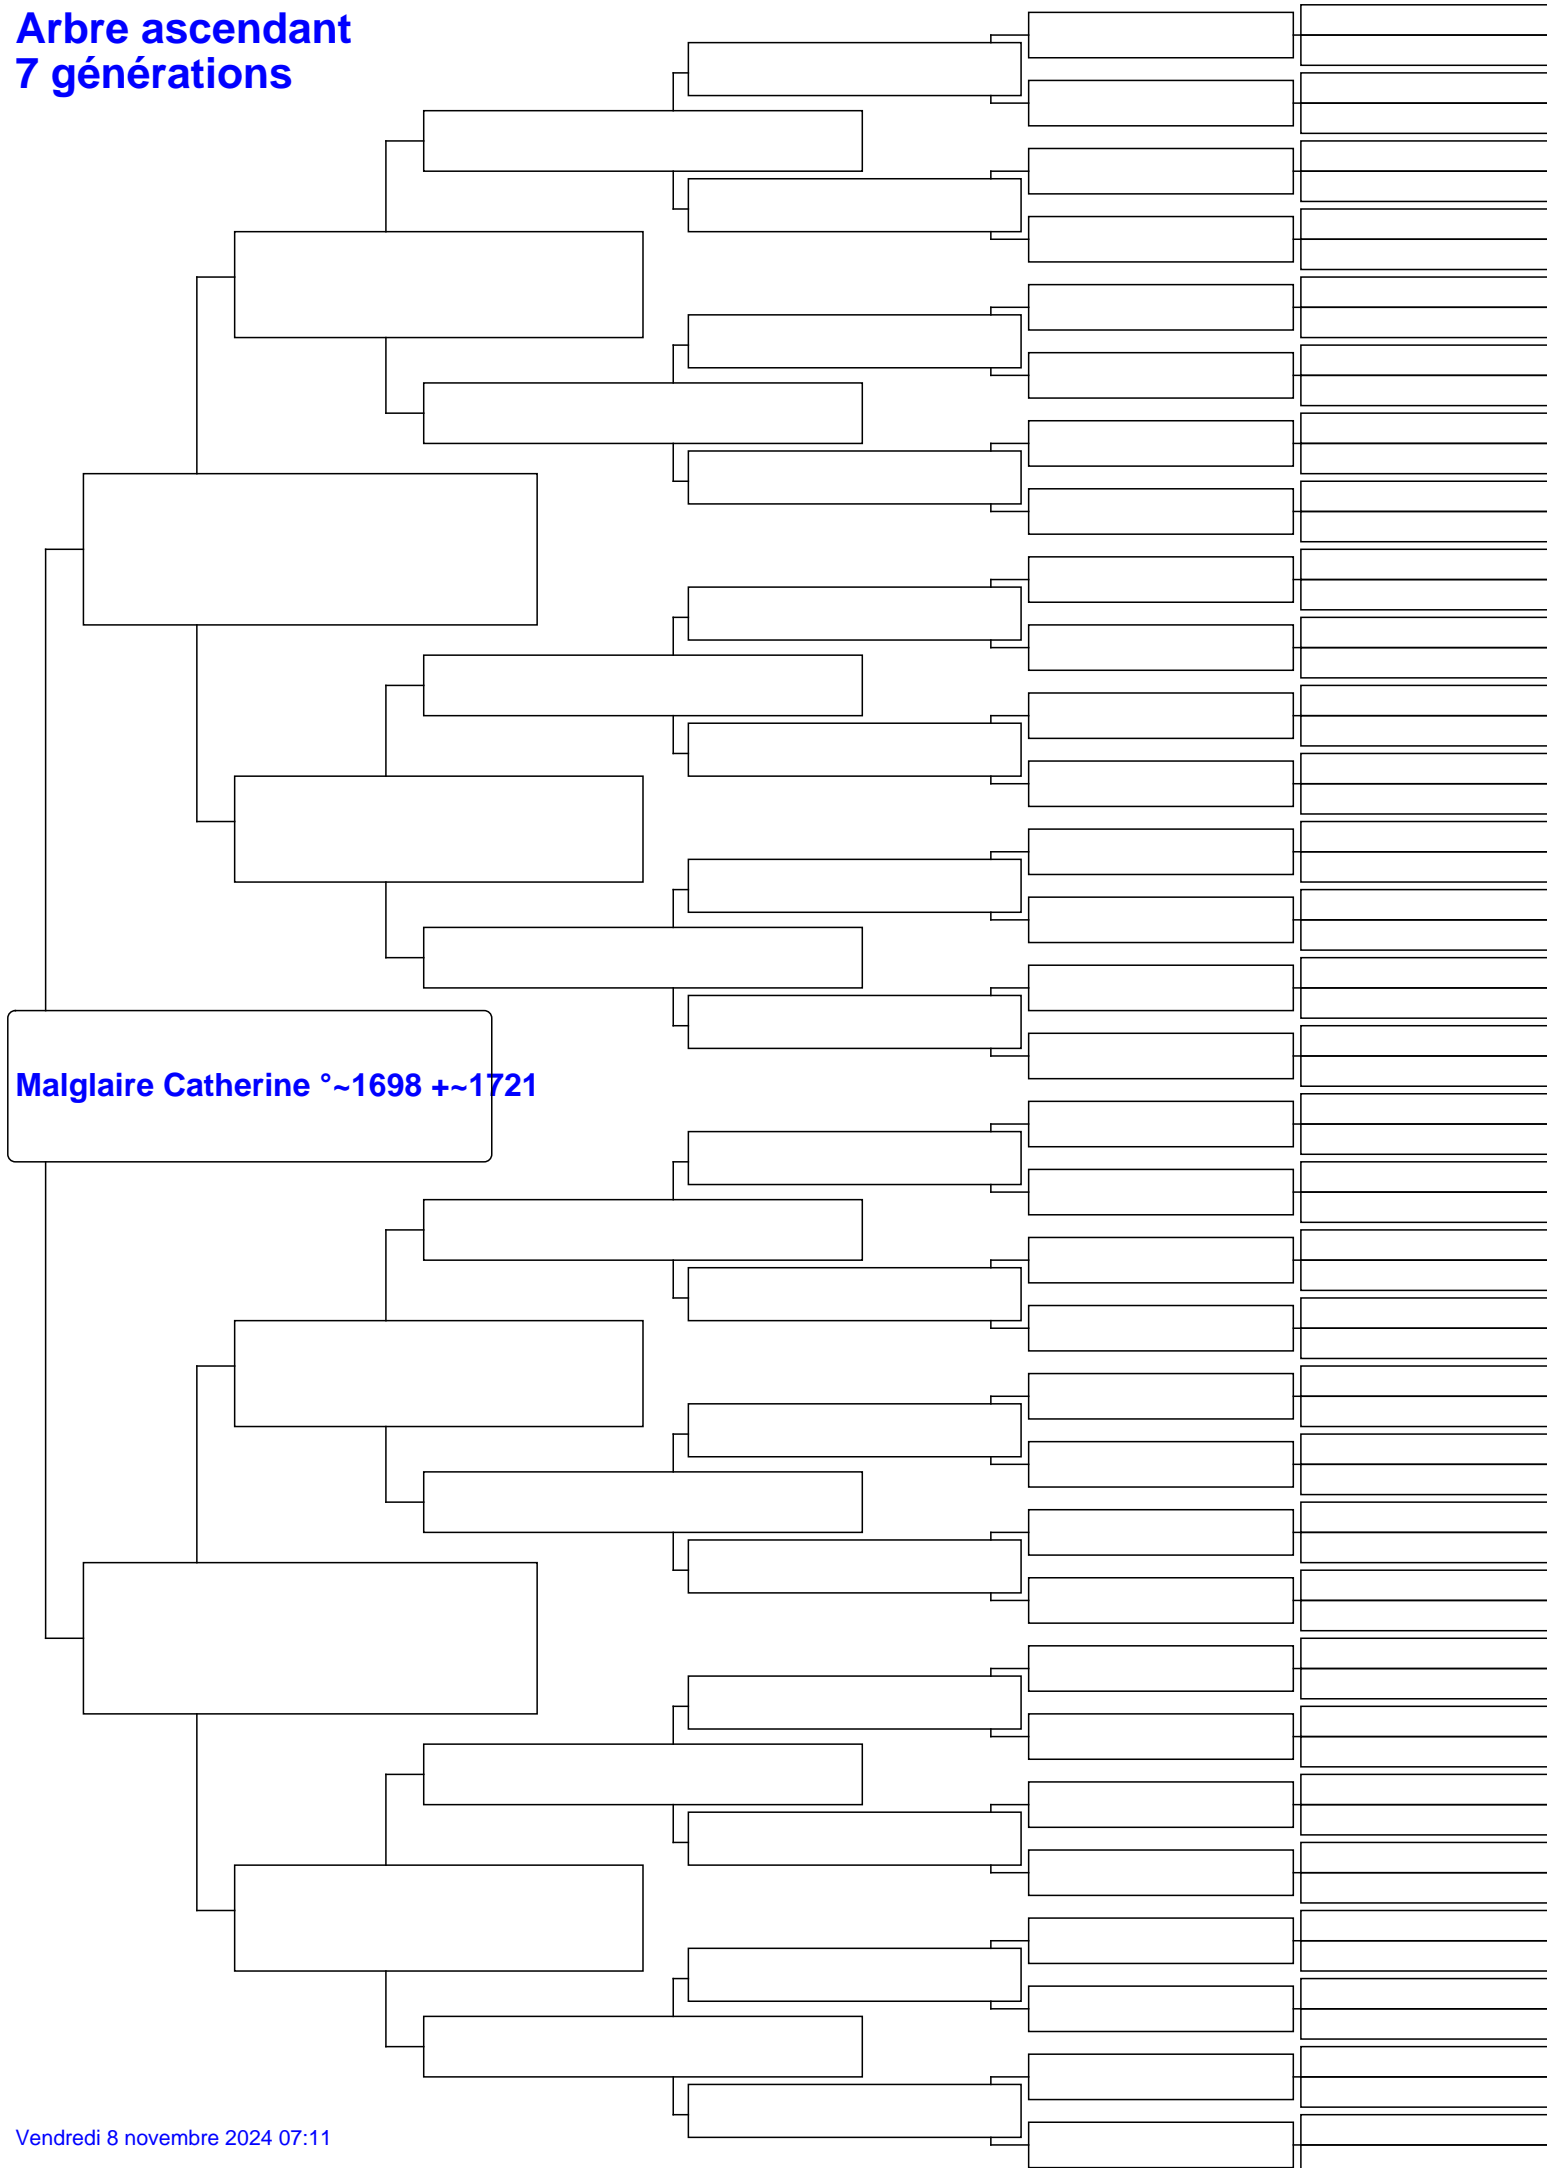 Arbre ascendant
7 générations
Malglaire Catherine °~1698 +~1721
Vendredi 8 novembre 2024 07:11